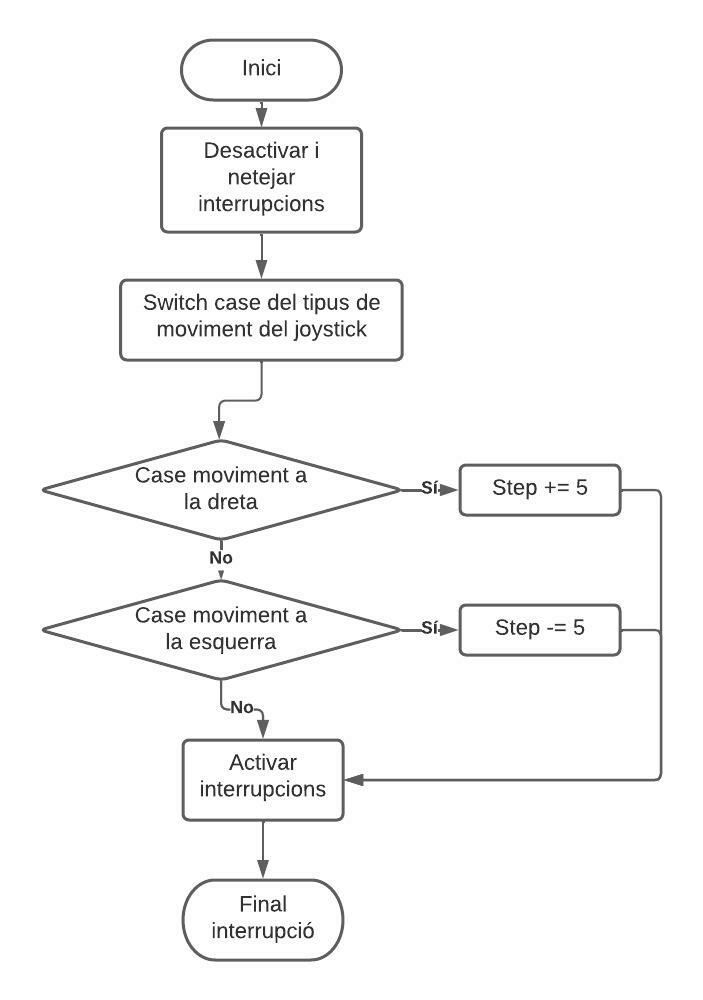 Inici
Desactivar i
netejar
interrupcions
Switch case del tipus de
moviment del joystick
Case moviment a
la dreta
Sí
Step += 5
No
Case moviment a
la esquerra
Sí
Step -= 5
No
Activar
interrupcions
Final
interrupció